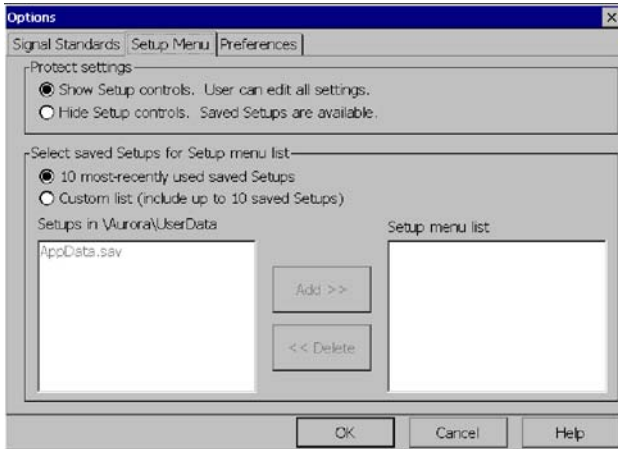 Options
Signal Standards Setup Menu Preferences
Protect settings
Show Setup controls. User can edit all settings.
Hide Setup controls. Saved Setups are available.
Select saved Setups for Setup menu list
10 most-recently used saved Setups
Custom list (include up to 10 saved Setups)
Setups in \Aurora\UserData
Setup menu list
AppData.sav
Add >>
<< Delete
OK Cancel Help